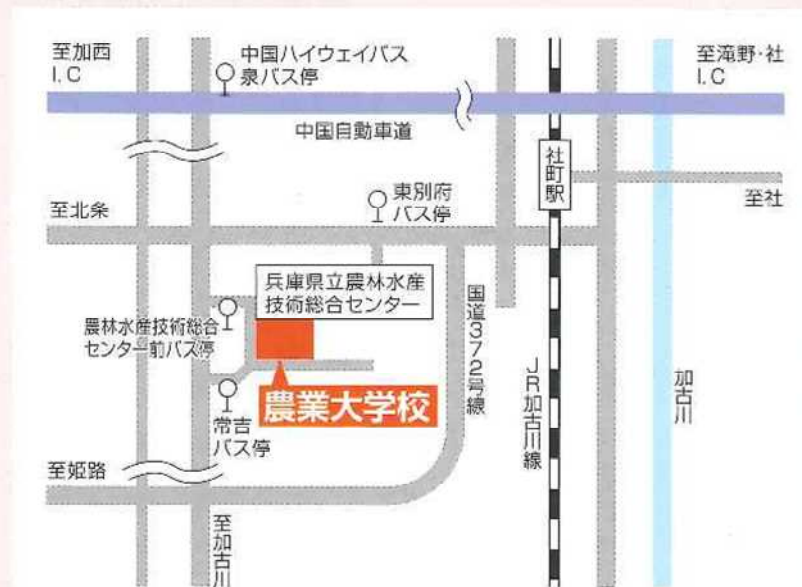 至加西
I.C
中国ハイウェイバス
泉バス停
至滝野・社
I.C
中国自動車道
社町駅
至社
東別府
バス停
至北条
兵庫県立農林水産
技術総合センター
農林水産技術総合
センター前バス停
国道372号線
農業大学校
JR加古川線
加古川
常吉
バス停
至姫路
至加古川